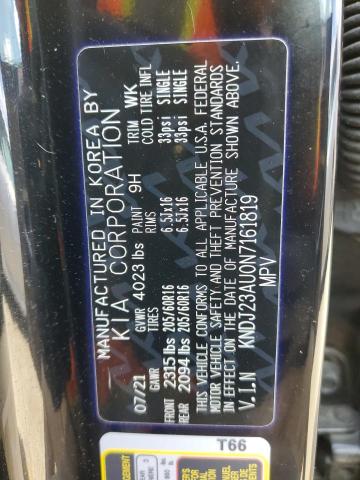 MANUFACTURED IN KOREA BY
KIA CORPORATION
07/21 GVWR 4023 lbs PAINT 9H TRIM WK
GAWR TIRES RIMS COLD TIRE INFL
FRONT 2315 lbs 205/60R16 6.5Jx16 33psi SINGLE
REAR 2094 lbs 205/60R16 6.5Jx16 33psi SINGLE
THIS VEHICLE CONFORMS TO ALL APPLICABLE U.S.A. FEDERAL
MOTOR VEHICLE SAFETY AND THEFT PREVENTION STANDARDS
IN EFFECT ON THE DATE OF MANUFACTURE SHOWN ABOVE.
V.I.N KNDJ23AU0N7161819
MPV
T66